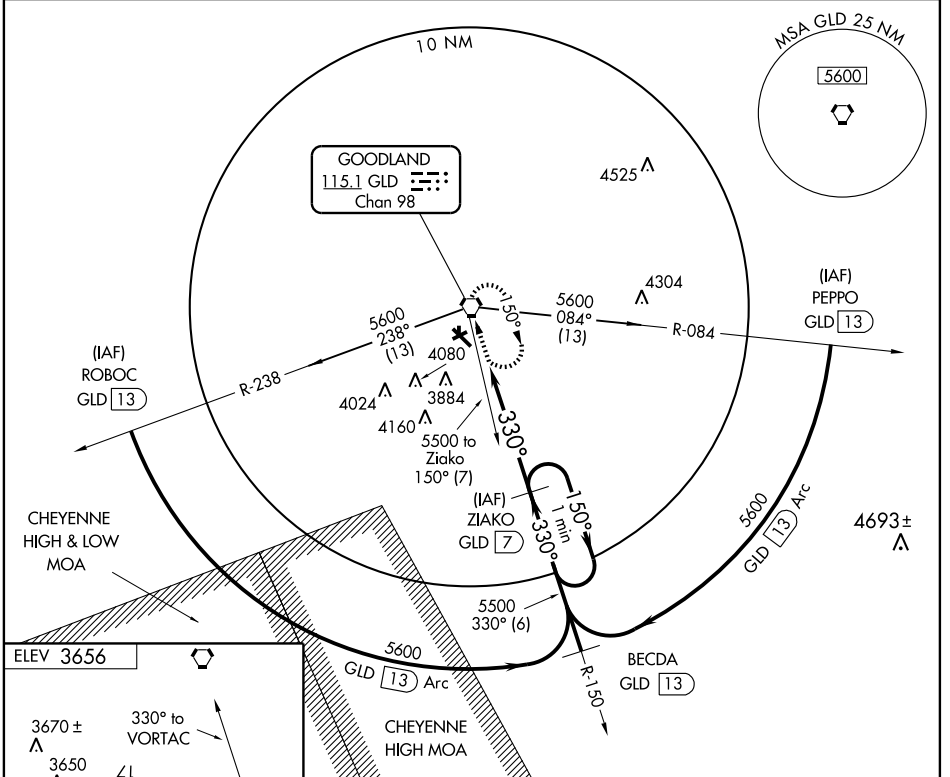 10 NM
MSA GLD 25 NM
5600
GOODLAND
115.1 GLD
Chan 98
4525
4304
(IAF)
PEPPO
GLD 13
5600
084°
(13)
R-084
150°
5600
238°
(13)
R-238
(IAF)
ROBOC
GLD 13
4080
4024
3884
4160
5500 to
Ziako
150° (7)
330°
(IAF)
ZIAKO
GLD 7
150°
1 min
330°
5600
GLD 13 Arc
4693±
CHEYENNE
HIGH & LOW
MOA
5500
330° (6)
5600
GLD 13 Arc
BECDA
GLD 13
R-150
CHEYENNE
HIGH MOA
ELEV 3656
3670 ±
330° to
VORTAC
3650